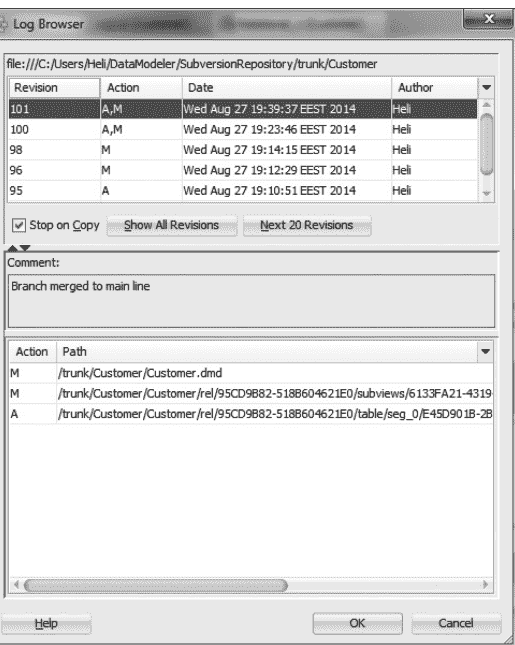 Log Browser
file:///C:/Users/Heli/DataModeler/SubversionRepository/trunk/Customer
Revision Action Date Author
101 A,M Wed Aug 27 19:39:37 EEST 2014 Heli
100 A,M Wed Aug 27 19:23:46 EEST 2014 Heli
98 M Wed Aug 27 19:14:15 EEST 2014 Heli
96 M Wed Aug 27 19:12:29 EEST 2014 Heli
95 A Wed Aug 27 19:10:51 EEST 2014 Heli
Stop on Copy Show All Revisions Next 20 Revisions
Comment:
Branch merged to main line
Action Path
M /trunk/Customer/Customer.dmd
M /trunk/Customer/Customer/rel/95CD9B82-518B604621E0/subviews/6133FA21-4319
A /trunk/Customer/Customer/rel/95CD9B82-518B604621E0/table/seg_0/E45D901B-2B
Help OK Cancel